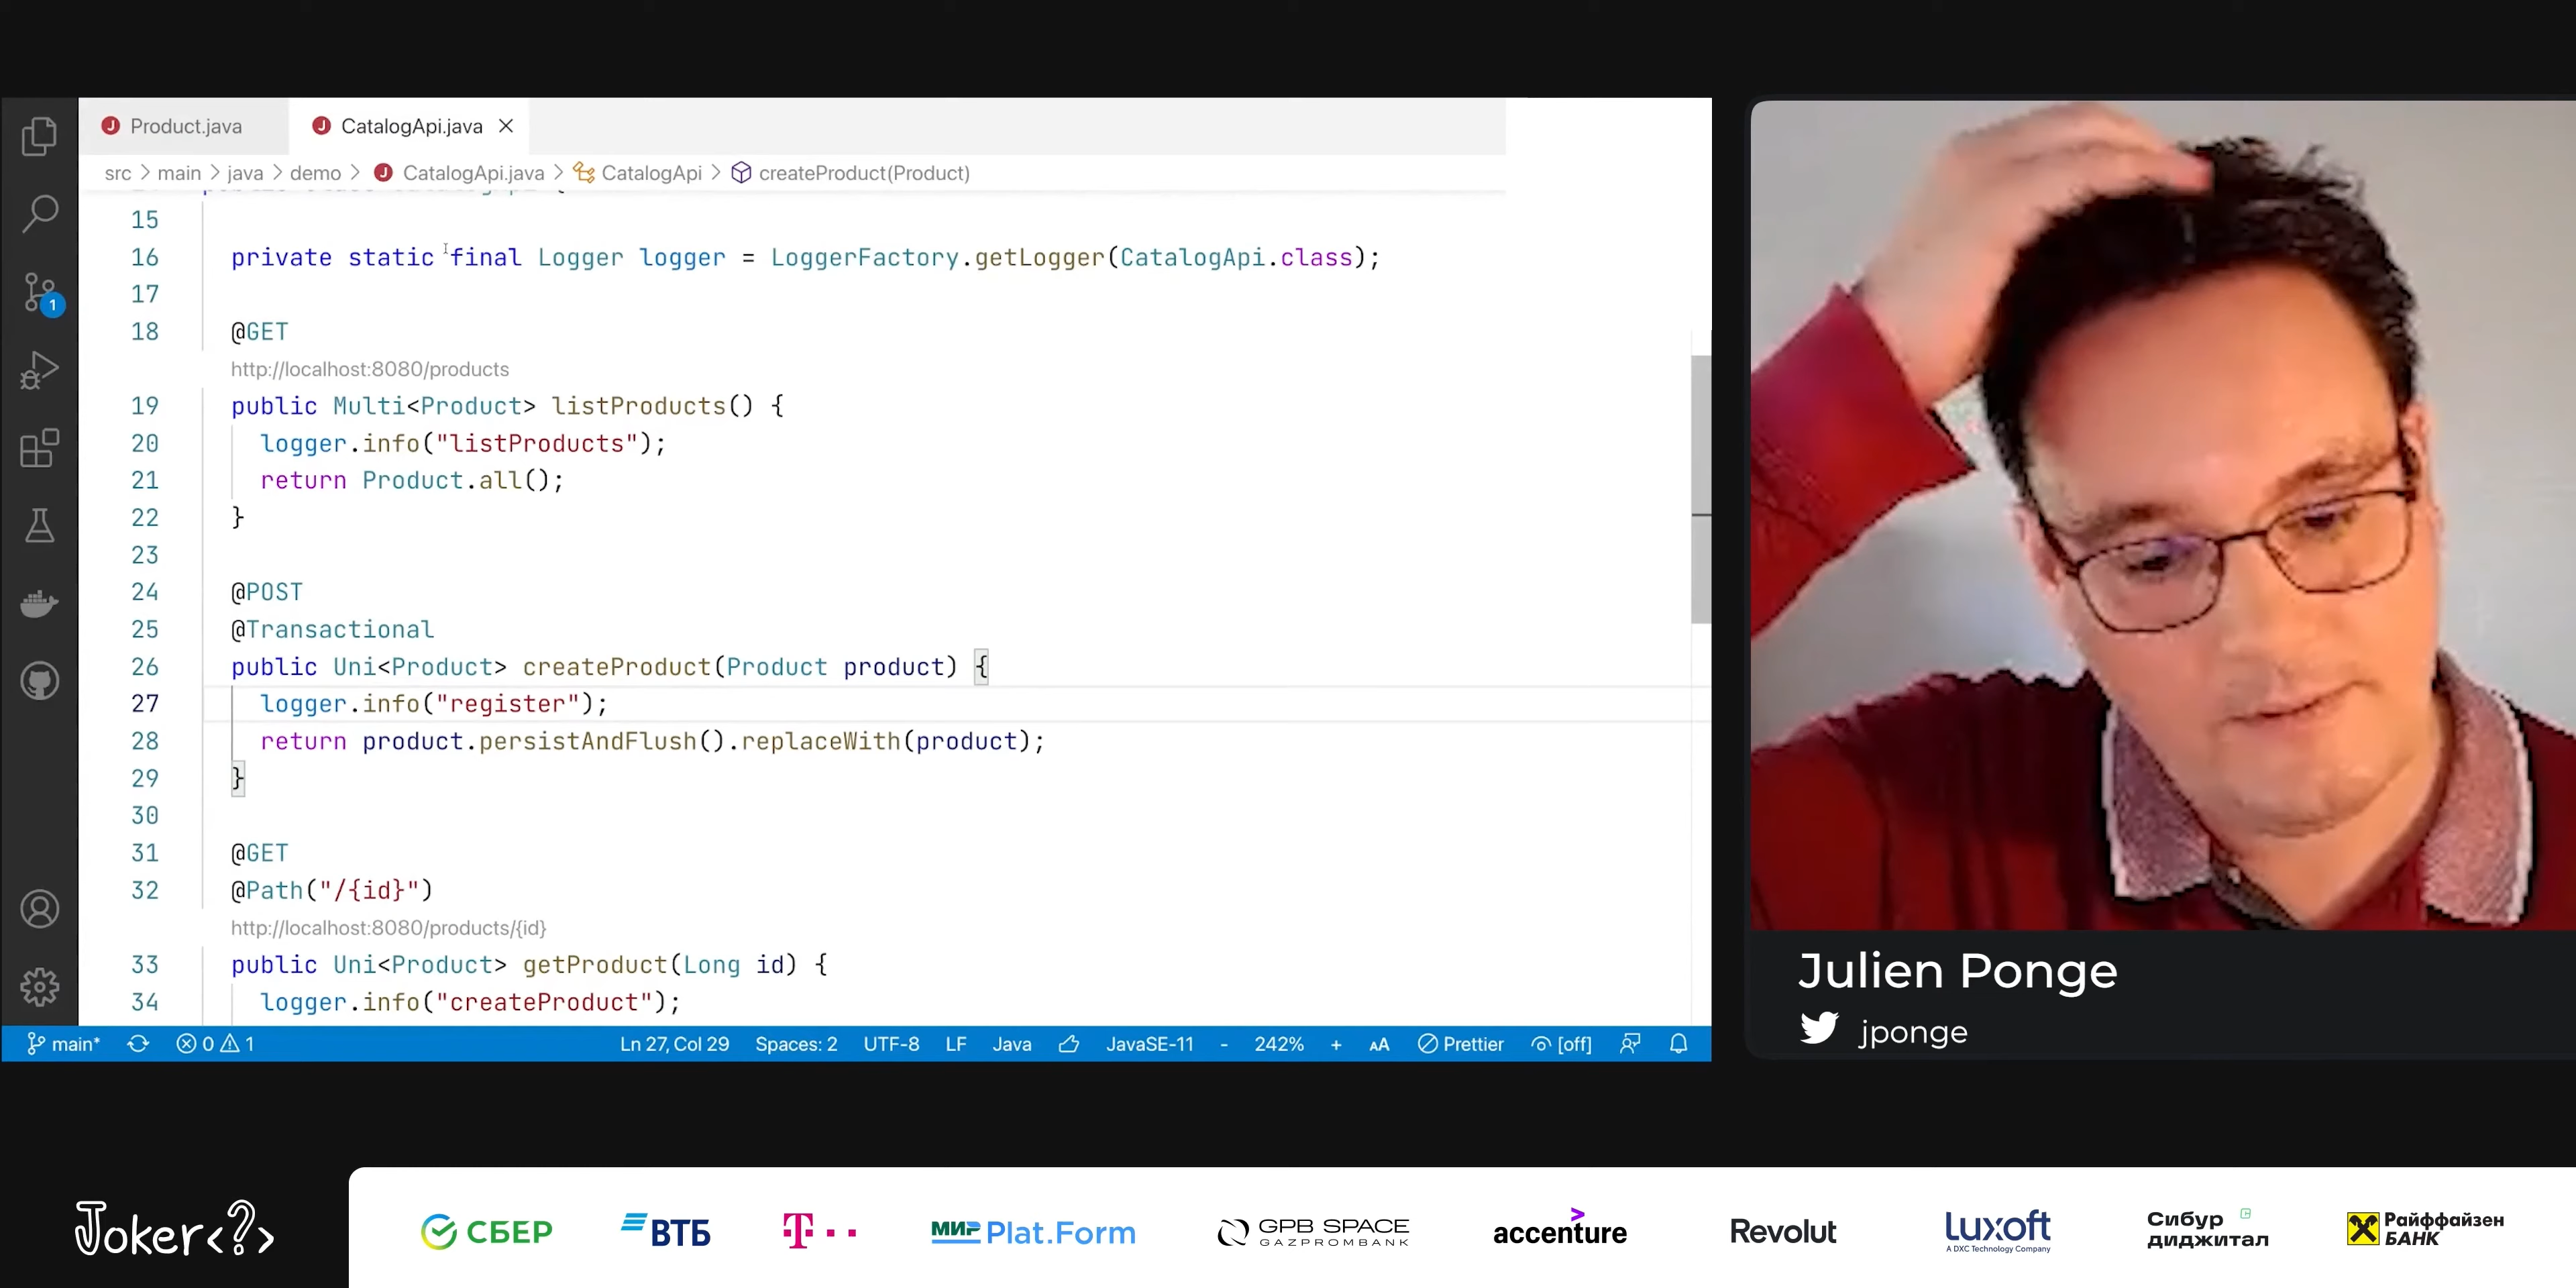 Product.java
CatalogApi.java
src > main > java > demo > CatalogApi.java > CatalogApi > createProduct(Product)
15
16 private static final Logger logger = LoggerFactory.getLogger(CatalogApi.class);
17
18 @GET
http://localhost:8080/products
19 public Multi<Product> listProducts() {
20 logger.info("listProducts");
21 return Product.all();
22 }
23
24 @POST
25 @Transactional
26 public Uni<Product> createProduct(Product product) {
27 logger.info("register");
28 return product.persistAndFlush().replaceWith(product);
29 }
30
31 @GET
32 @Path("/{id}")
http://localhost:8080/products/{id}
33 public Uni<Product> getProduct(Long id) {
34 logger.info("createProduct");
1
main* 0 1 Ln 27, Col 29 Spaces: 2 UTF-8 LF Java JavaSE-11 - 242% + AA Prettier [off]
Julien Ponge
jponge
Joker<?>
СБЕР
ВТБ
T
МИР Plat.Form
GPB SPACE
GAZPROMBANK
accenture
Revolut
Luxoft
A DXC Technology Company
Сибур
диджитал
Райффайзен
БАНК